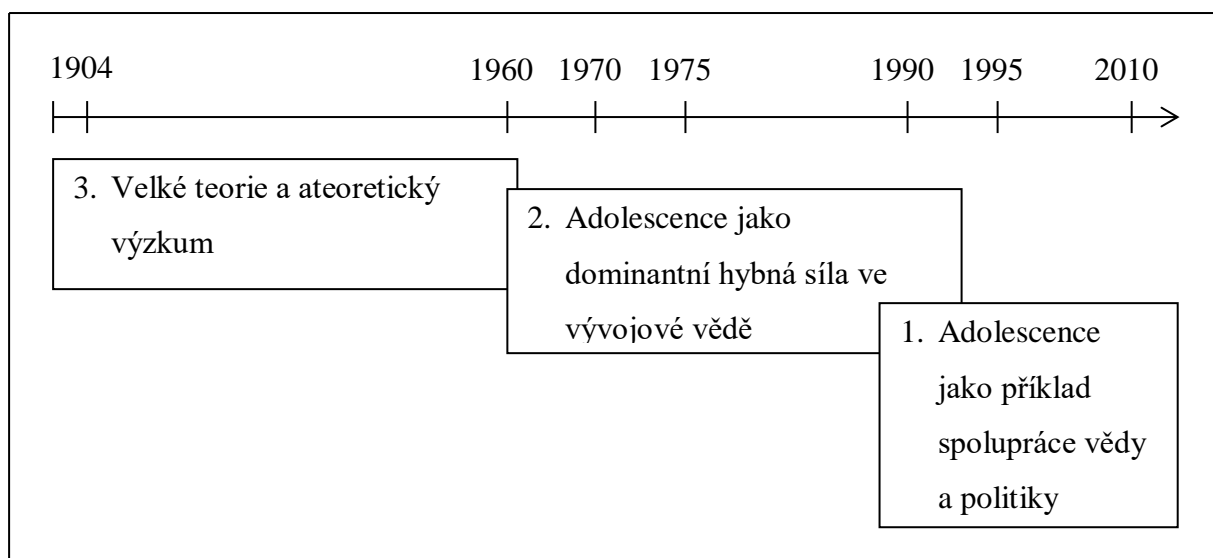 1904 1960 1970 1975 1990 1995 2010
3. Velké teorie a ateoretický
výzkum
2. Adolescence jako
dominantní hybná síla ve
vývojové vědě
1. Adolescence
jako příklad
spolupráce vědy
a politiky